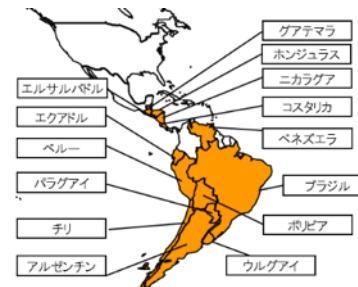 グアテマラ
ホンジュラス
ニカラグア
コスタリカ
ベネズエラ
ブラジル
ボリビア
ウルグアイ
エルサルバドル
エクアドル
ペルー
パラグアイ
チリ
アルゼンチン